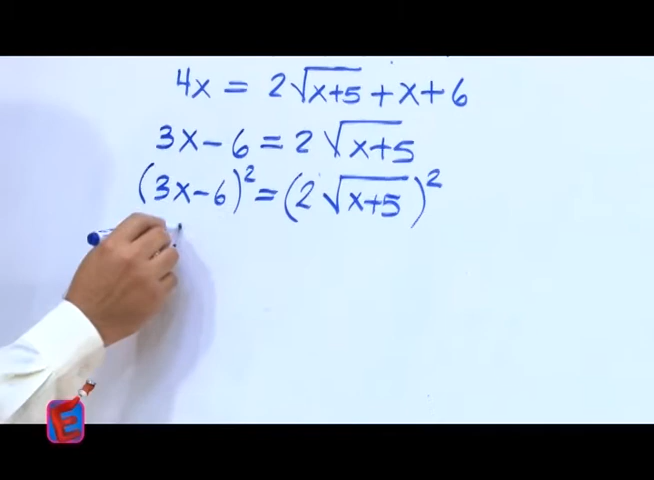 4x = 2√x+5 + x + 6
3x - 6 = 2√x+5
(3x - 6)² = (2√x+5)²
E